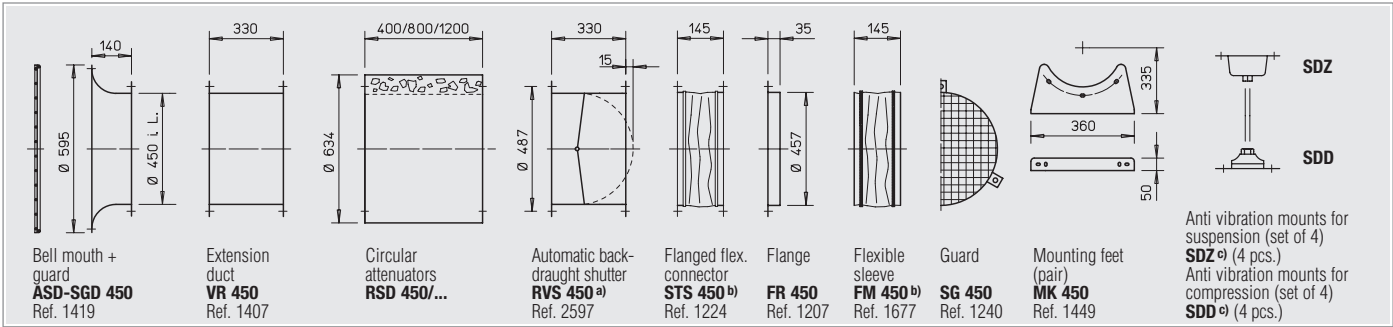 140
330
400/800/1200
330
15
145
35
145
335
360
50
Ø 595
Ø 450 i. L.
Ø 634
Ø 487
Ø 457
SDZ
SDD
Bell mouth +
guard
ASD-SGD 450
Ref. 1419
Extension
duct
VR 450
Ref. 1407
Circular
attenuators
RSD 450/...
Automatic back-
draught shutter
RVS 450 a)
Ref. 2597
Flanged flex.
connector
STS 450 b)
Ref. 1224
Flange
FR 450
Ref. 1207
Flexible
sleeve
FM 450 b)
Ref. 1677
Guard
SG 450
Ref. 1240
Mounting feet
(pair)
MK 450
Ref. 1449
Anti vibration mounts for
suspension (set of 4)
SDZ c) (4 pcs.)
Anti vibration mounts for
compression (set of 4)
SDD c) (4 pcs.)